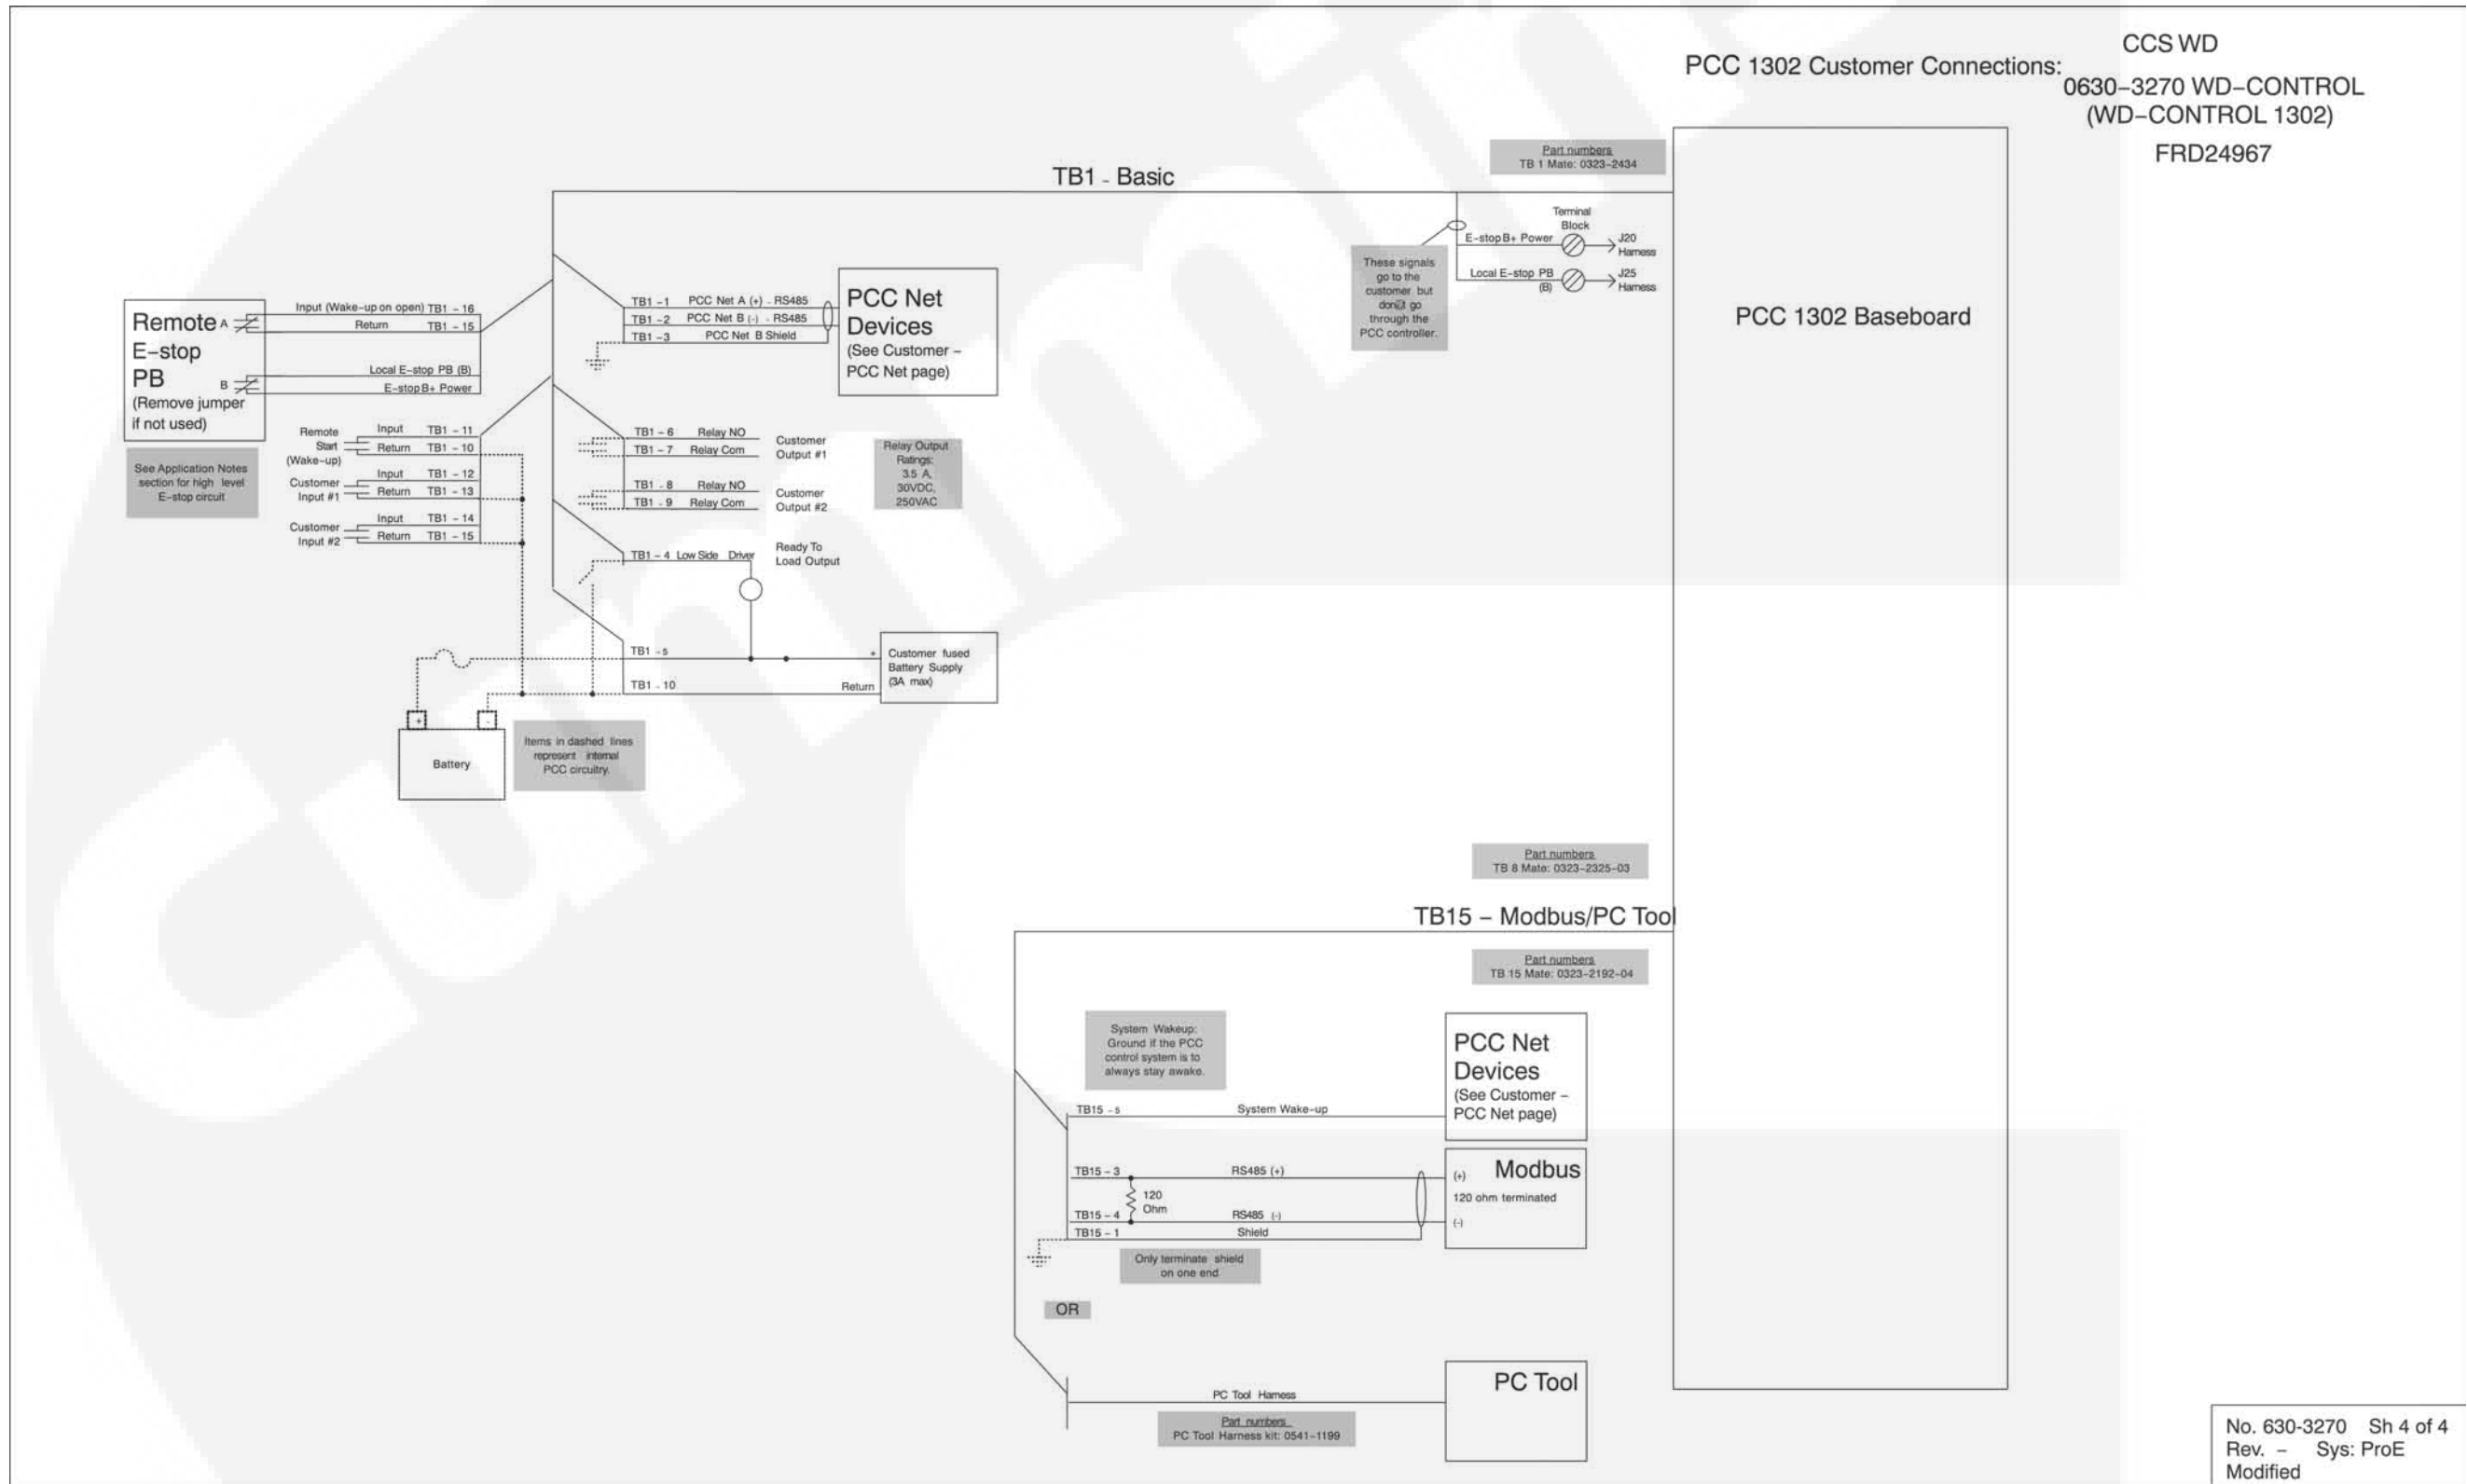 CCS WD
PCC 1302 Customer Connections:
0630-3270 WD-CONTROL
(WD-CONTROL 1302)
FRD24967
Part numbers
TB 1 Mate: 0323-2434
TB1 - Basic
Terminal
Block
E-stop B+ Power
J20
Harness
Local E-stop PB
(B)
J25
Harness
These signals
go to the
customer but
go
through the
PCC controller.
PCC 1302 Baseboard
Remote
E-stop
PB
(Remove jumper
if not used)
A
B
Input (Wake-up on open) TB1 - 16
Return TB1 - 15
Local E-stop PB (B)
E-stop B+ Power
See Application Notes
section for high level
E-stop circuit
Remote
Start
(Wake-up)
Input TB1 - 11
Return TB1 - 10
Customer
Input #1
Input TB1 - 12
Return TB1 - 13
Customer
Input #2
Input TB1 - 14
Return TB1 - 15
TB1 - 1 PCC Net A (+) - RS485
TB1 - 2 PCC Net B (-) - RS485
TB1 - 3 PCC Net B Shield
PCC Net
Devices
(See Customer -
PCC Net page)
TB1 - 6 Relay NO
TB1 - 7 Relay Com
Customer
Output #1
TB1 - 8 Relay NO
TB1 - 9 Relay Com
Customer
Output #2
Relay Output
Ratings:
3.5 A,
30VDC,
250VAC
TB1 - 4 Low Side Driver
Ready To
Load Output
TB1 - 5
TB1 - 10
+
Return
Customer fused
Battery Supply
(3A max)
+
-
Battery
Items in dashed lines
represent internal
PCC circuitry.
Part numbers
TB 8 Mate: 0323-2325-03
TB15 - Modbus/PC Tool
Part numbers
TB 15 Mate: 0323-2192-04
System Wakeup:
Ground if the PCC
control system is to
always stay awake.
TB15 - 5 System Wake-up
PCC Net
Devices
(See Customer -
PCC Net page)
TB15 - 3 RS485 (+)
120
Ohm
TB15 - 4 RS485 (-)
TB15 - 1 Shield
(+) Modbus
120 ohm terminated
(-)
Only terminate shield
on one end
OR
PC Tool Harness
Part numbers
PC Tool Harness kit: 0541-1199
PC Tool
No. 630-3270 Sh 4 of 4
Rev. - Sys: ProE
Modified